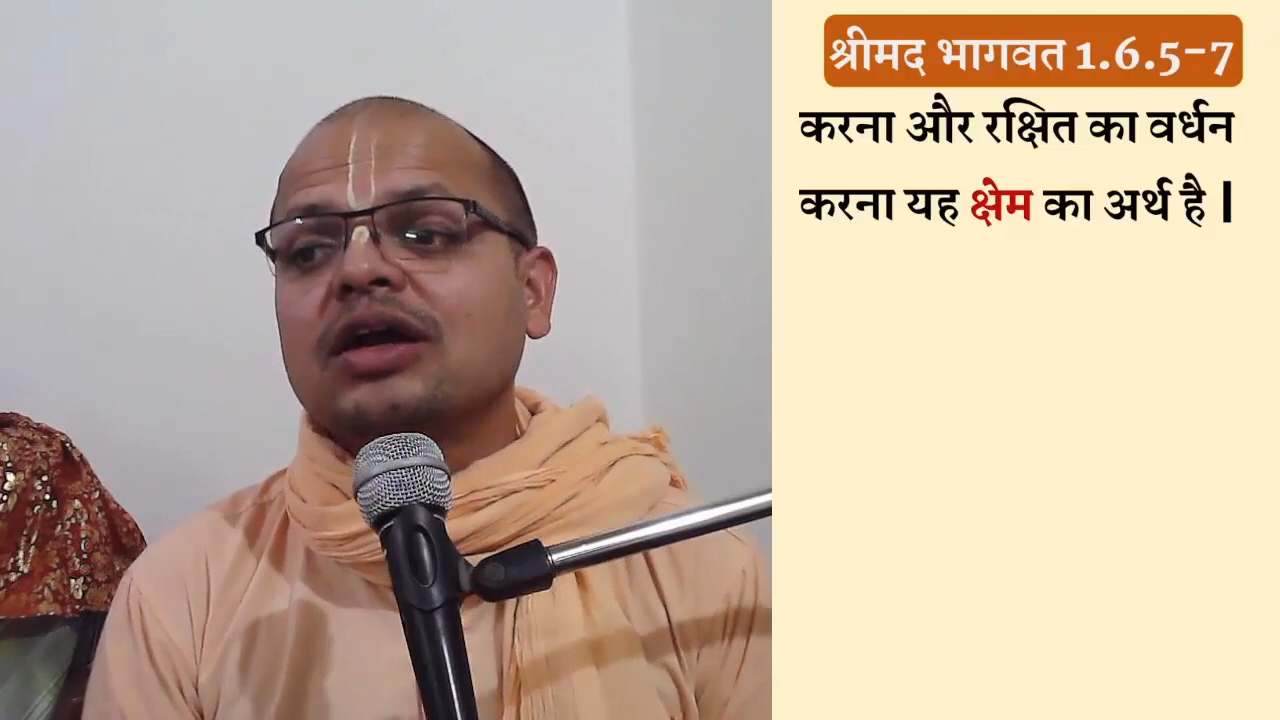 श्रीमद भागवत 1.6.5-7
करना और रक्षित का वर्धन
करना यह क्षेम का अर्थ है |